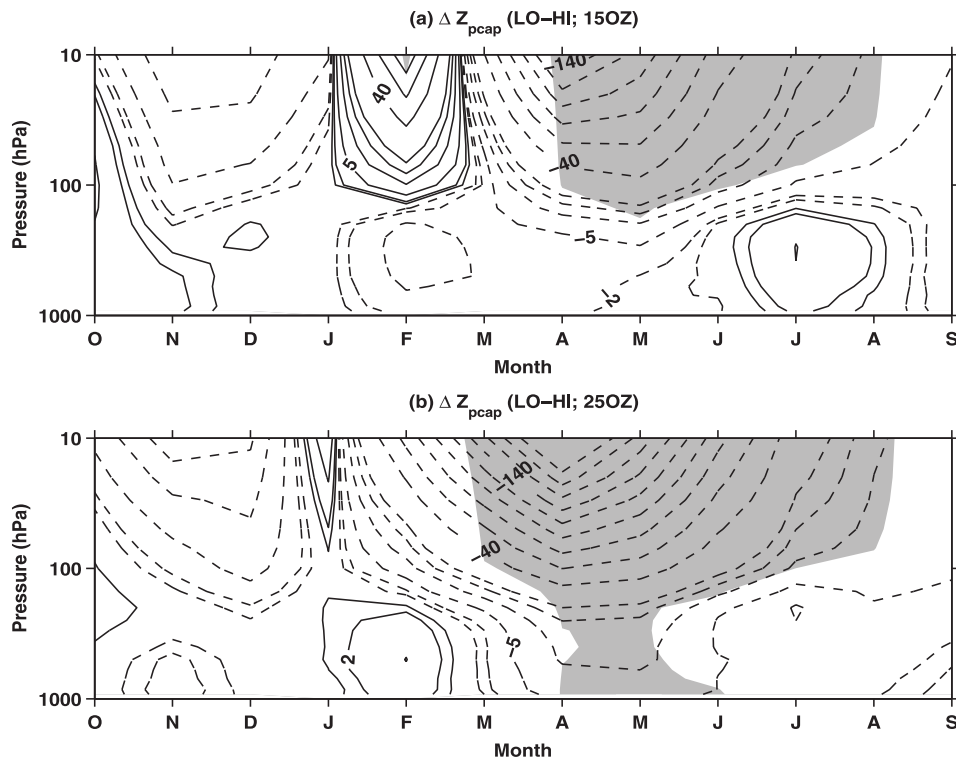 (a) Δ Z_pcap (LO−HI; 15OZ)
10
100
1000
Pressure (hPa)
40
5
−140
−40
−5
−2
O N D J F M A M J J A S
Month
(b) Δ Z_pcap (LO−HI; 25OZ)
10
100
1000
Pressure (hPa)
−140
−40
2
−5
O N D J F M A M J J A S
Month